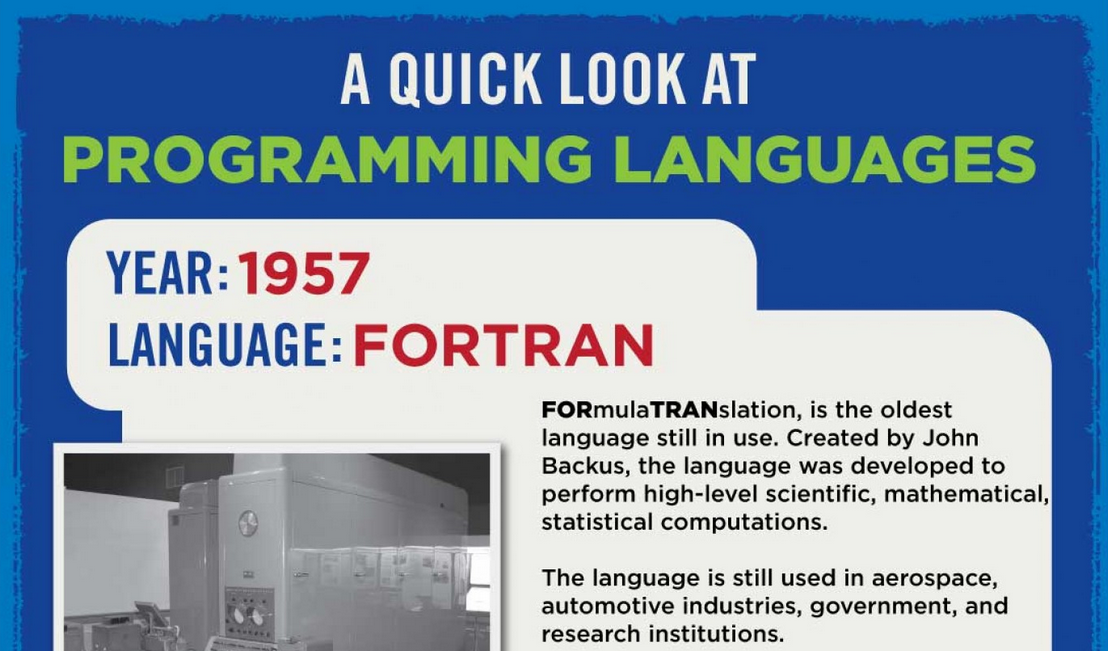 A QUICK LOOK AT
PROGRAMMING LANGUAGES
YEAR: 1957
LANGUAGE: FORTRAN
FORmulaTRANslation, is the oldest
language still in use. Created by John
Backus, the language was developed to
perform high-level scientific, mathematical,
statistical computations.
The language is still used in aerospace,
automotive industries, government, and
research institutions.